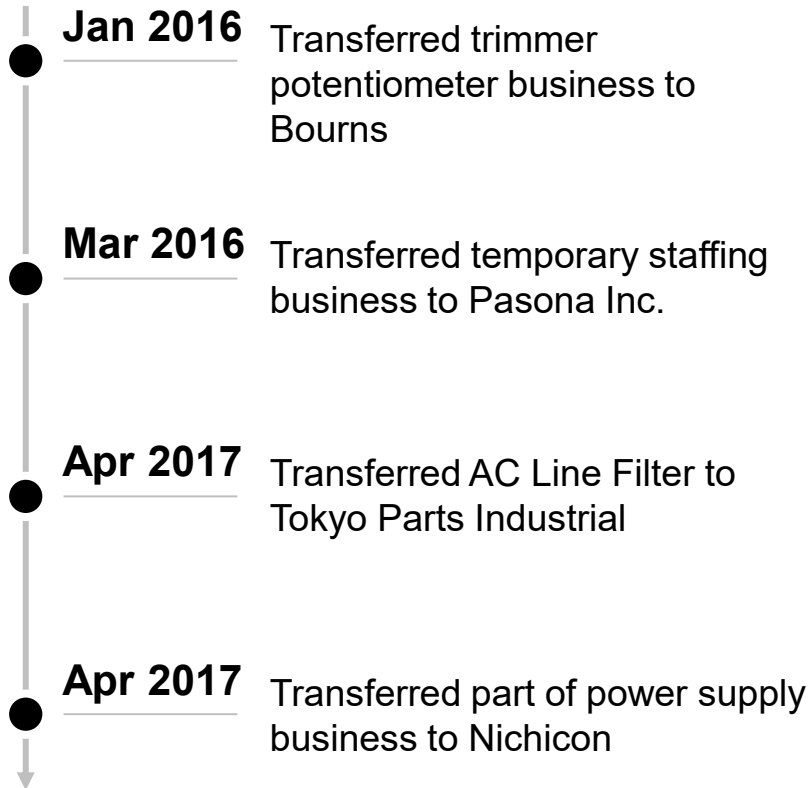 Jan 2016
Transferred trimmer
potentiometer business to
Bourns
Mar 2016
Transferred temporary staffing
business to Pasona Inc.
Apr 2017
Transferred AC Line Filter to
Tokyo Parts Industrial
Apr 2017
Transferred part of power supply
business to Nichicon